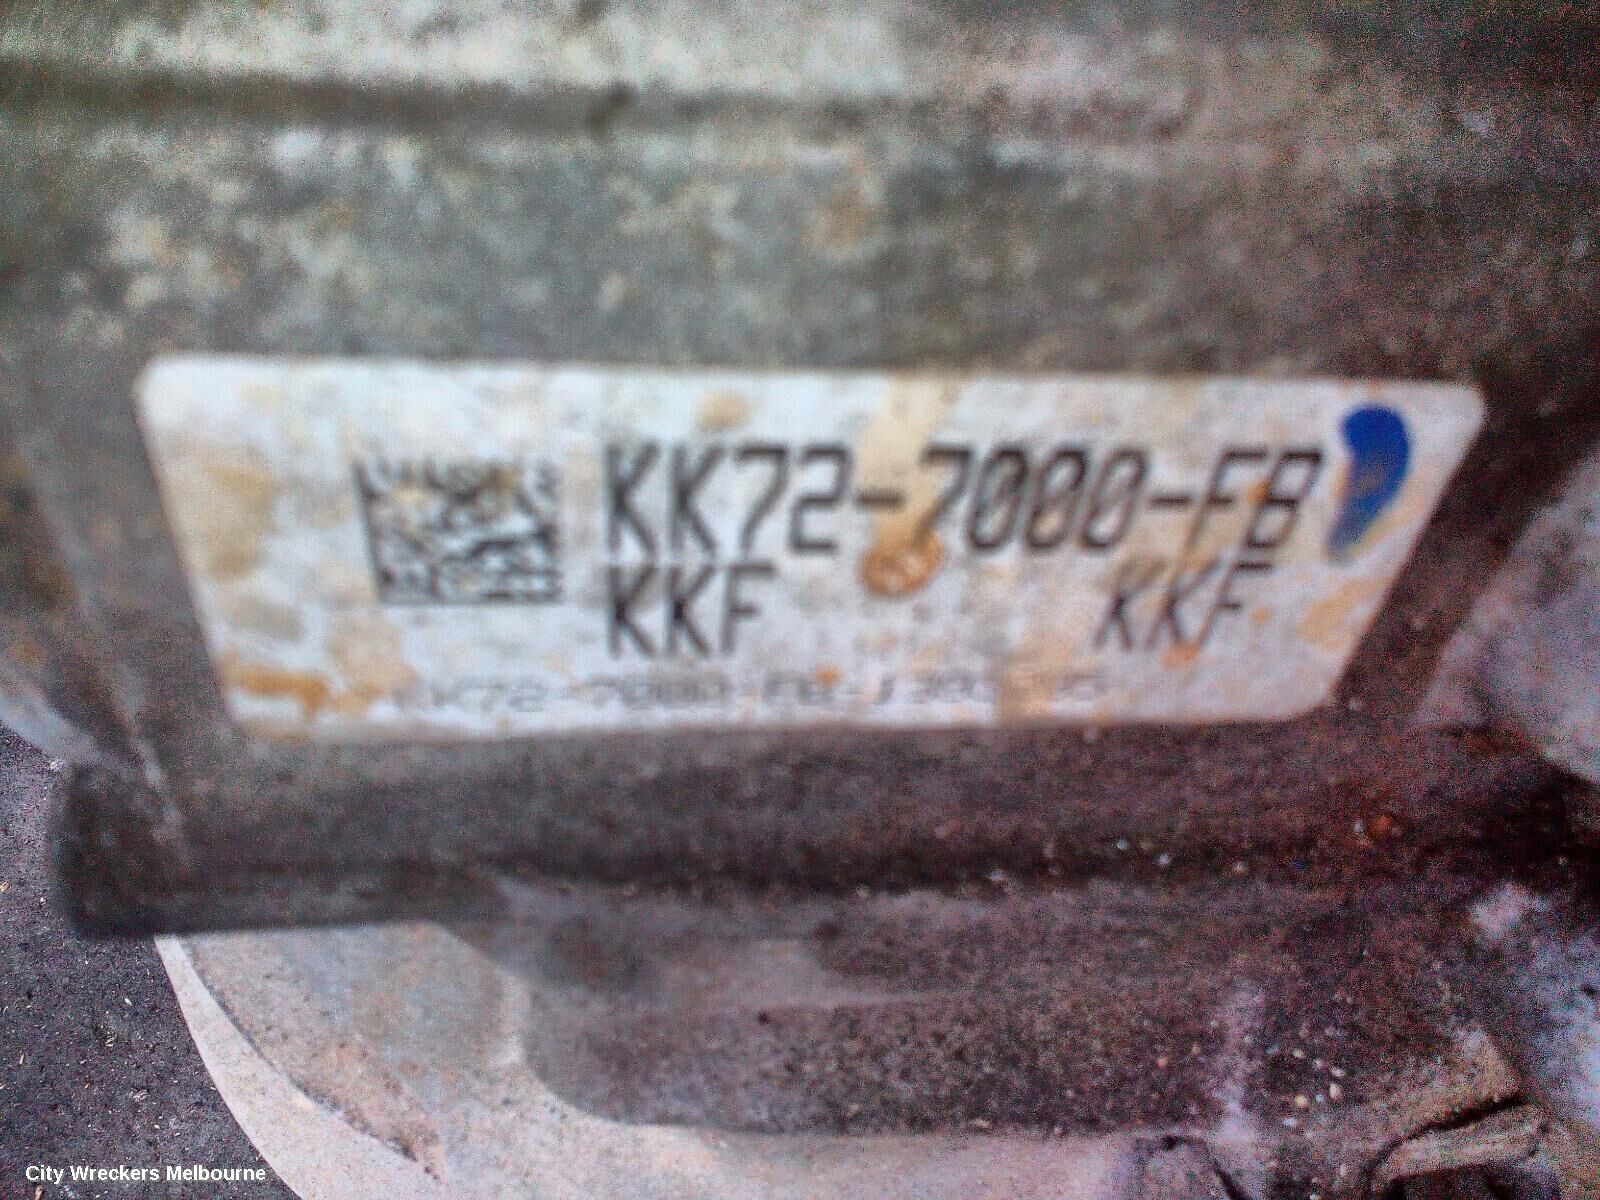 KK72-7000-FB
KKF KKF
City Wreckers Melbourne